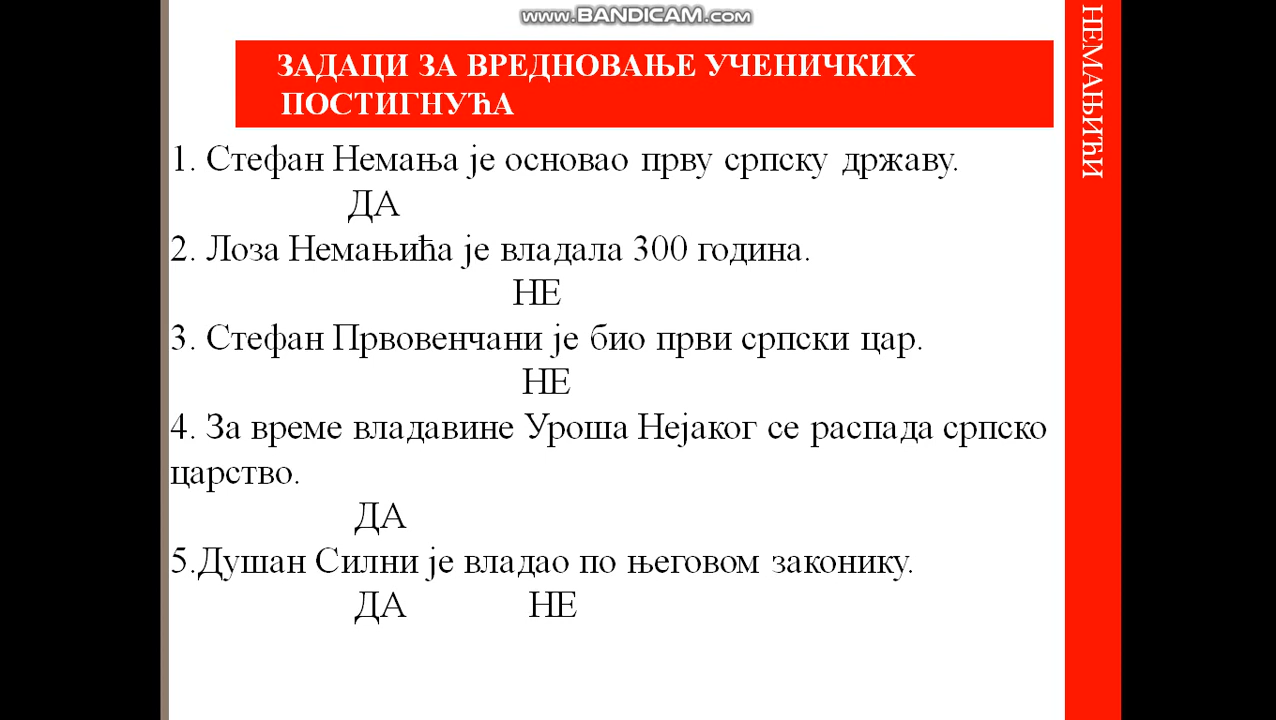 www.BANDICAM.com
ЗАДАЦИ ЗА ВРЕДНОВАЊЕ УЧЕНИЧКИХ
ПОСТИГНУЋА
1. Стефан Немања је основао прву српску државу.
ДА
2. Лоза Немањића је владала 300 година.
НЕ
3. Стефан Првовенчани је био први српски цар.
НЕ
4. За време владавине Уроша Нејаког се распада српско
царство.
ДА
5.Душан Силни је владао по његовом законику.
ДА НЕ
НЕМАЊИЋИ